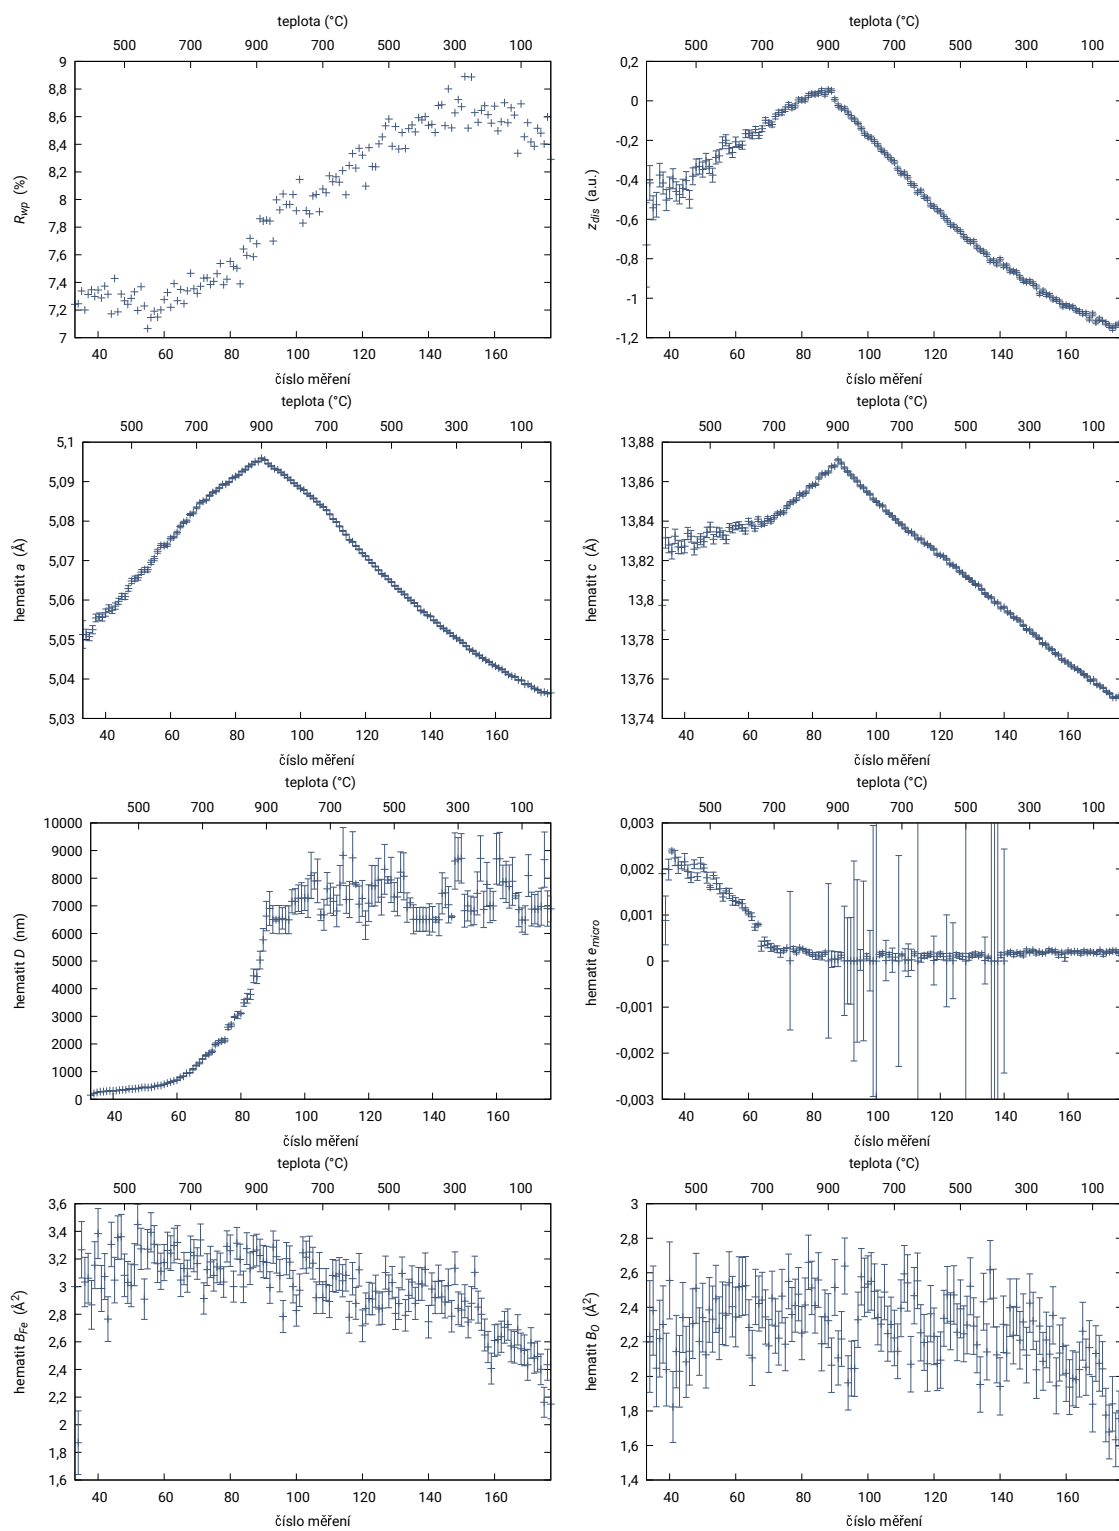 teplota (°C)
500 700 900 700 500 300 100
9
8,8
8,6
8,4
8,2
8
7,8
7,6
7,4
7,2
7
R_wp (%)
40 60 80 100 120 140 160
číslo měření
teplota (°C)
500 700 900 700 500 300 100
0,2
0
-0,2
-0,4
-0,6
-0,8
-1
-1,2
z_dis (a.u.)
40 60 80 100 120 140 160
číslo měření
teplota (°C)
500 700 900 700 500 300 100
5,1
5,09
5,08
5,07
5,06
5,05
5,04
5,03
hematit a (Å)
40 60 80 100 120 140 160
číslo měření
teplota (°C)
500 700 900 700 500 300 100
13,88
13,86
13,84
13,82
13,8
13,78
13,76
13,74
hematit c (Å)
40 60 80 100 120 140 160
číslo měření
teplota (°C)
500 700 900 700 500 300 100
10000
9000
8000
7000
6000
5000
4000
3000
2000
1000
0
hematit D (nm)
40 60 80 100 120 140 160
číslo měření
teplota (°C)
500 700 900 700 500 300 100
0,003
0,002
0,001
0
-0,001
-0,002
-0,003
hematit e_micro
40 60 80 100 120 140 160
číslo měření
teplota (°C)
500 700 900 700 500 300 100
3,6
3,4
3,2
3
2,8
2,6
2,4
2,2
2
1,8
1,6
hematit B_Fe (Å²)
40 60 80 100 120 140 160
číslo měření
teplota (°C)
500 700 900 700 500 300 100
3
2,8
2,6
2,4
2,2
2
1,8
1,6
1,4
hematit B_O (Å²)
40 60 80 100 120 140 160
číslo měření